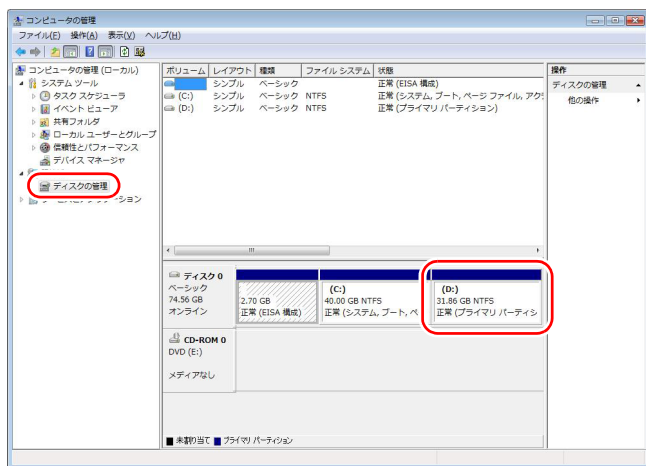 コンピュータの管理
ファイル(F) 操作(A) 表示(V) ヘルプ(H)
コンピュータの管理 (ローカル)
システム ツール
タスク スケジューラ
イベント ビューア
共有フォルダ
ローカル ユーザーとグループ
信頼性とパフォーマンス
デバイス マネージャ
ディスクの管理
ボリューム レイアウト 種類 ファイル システム 状態
シンプル ベーシック 正常 (EISA 構成)
(C:) シンプル ベーシック NTFS 正常 (システム, ブート, ページ ファイル, アク
(D:) シンプル ベーシック NTFS 正常 (プライマリ パーティション)
操作
ディスクの管理
他の操作
ディスク 0
ベーシック
74.56 GB
オンライン
2.70 GB
正常 (EISA 構成)
(C:)
40.00 GB NTFS
正常 (システム, ブート, ペ
(D:)
31.86 GB NTFS
正常 (プライマリ パーティシ
CD-ROM 0
DVD (E:)
メディアなし
未割り当て プライマリ パーティション